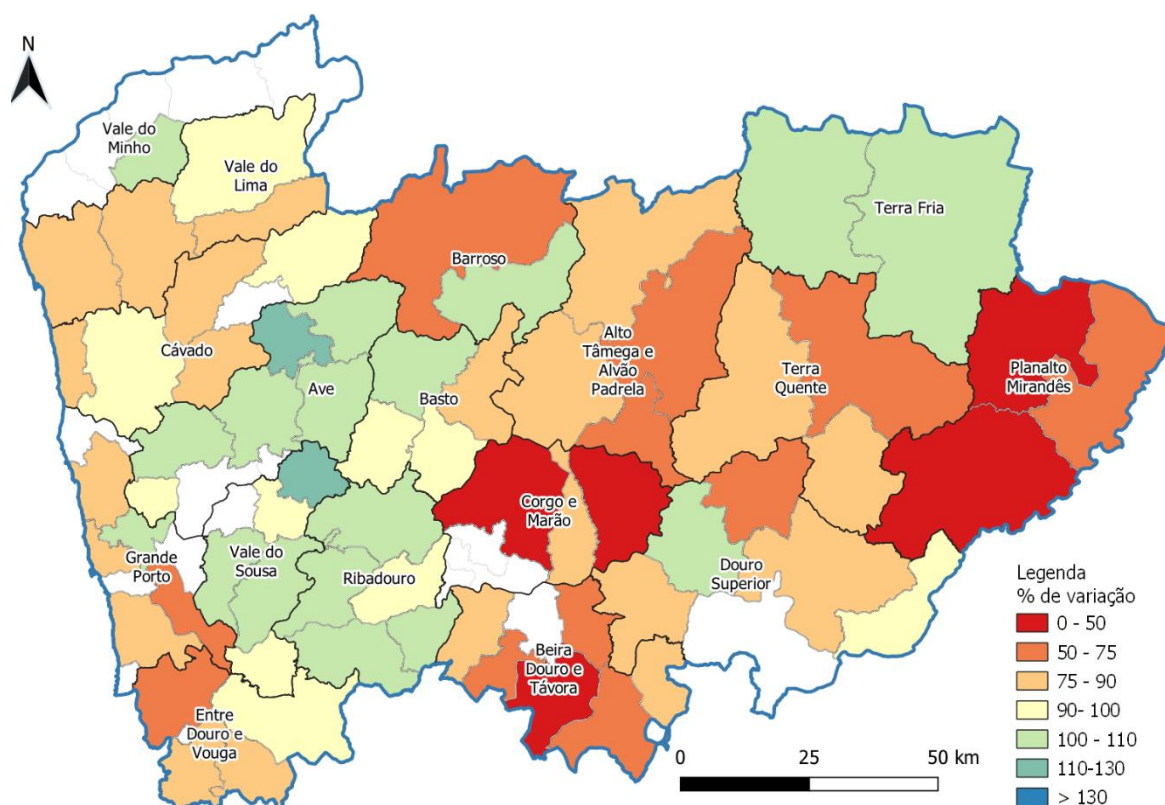 N
Vale do
Minho
Vale do
Lima
Terra Fria
Barroso
Cávado
Ave
Basto
Alto
Tâmega e
Alvão
Padrela
Terra
Quente
Planalto
Mirandês
Corgo e
Marão
Grande
Porto
Vale do
Sousa
Ribadouro
Douro
Superior
Beira
Douro e
Távora
Entre
Douro e
Vouga
Legenda
% de variação
0 - 50
50 - 75
75 - 90
90- 100
100 - 110
110-130
> 130
0 25 50 km